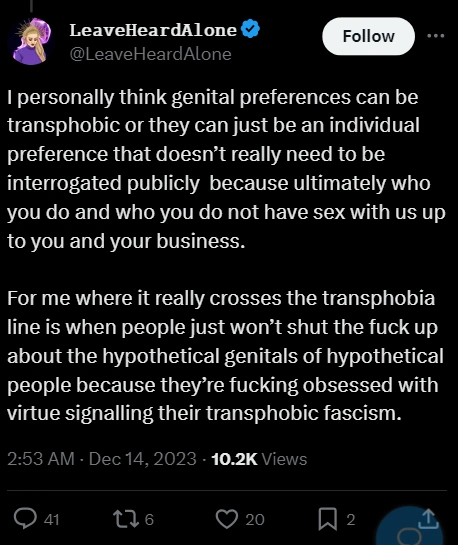 LeaveHeardAlone
Follow
@LeaveHeardAlone
I personally think genital preferences can be
transphobic or they can just be an individual
preference that doesn’t really need to be
interrogated publicly  because ultimately who
you do and who you do not have sex with us up
to you and your business.
For me where it really crosses the transphobia
line is when people just won’t shut the fuck up
about the hypothetical genitals of hypothetical
people because they’re fucking obsessed with
virtue signalling their transphobic fascism.
2:53 AM · Dec 14, 2023 · 10.2K Views
41 6 20 2